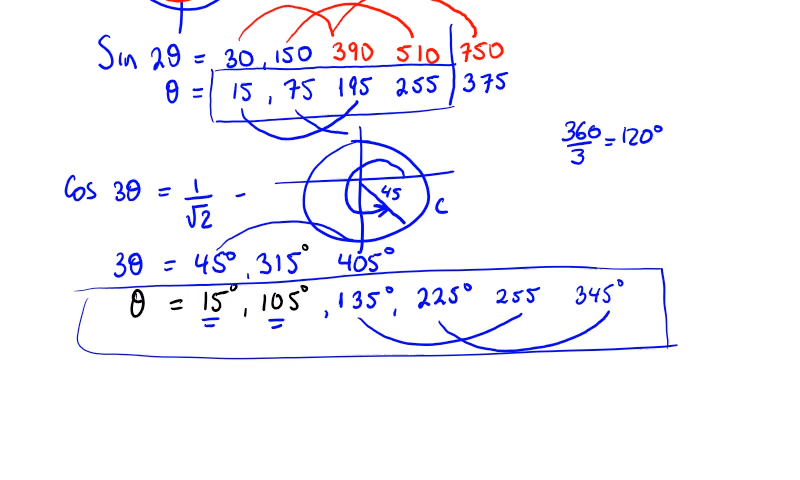 Sin 2θ = 30, 150 390 510 750
θ = 15, 75 195 255 375
360/3 = 120°
Cos 3θ = 1/√2 -
45
C
3θ = 45°, 315° 405°
θ = 15°, 105°, 135°, 225° 255 345°